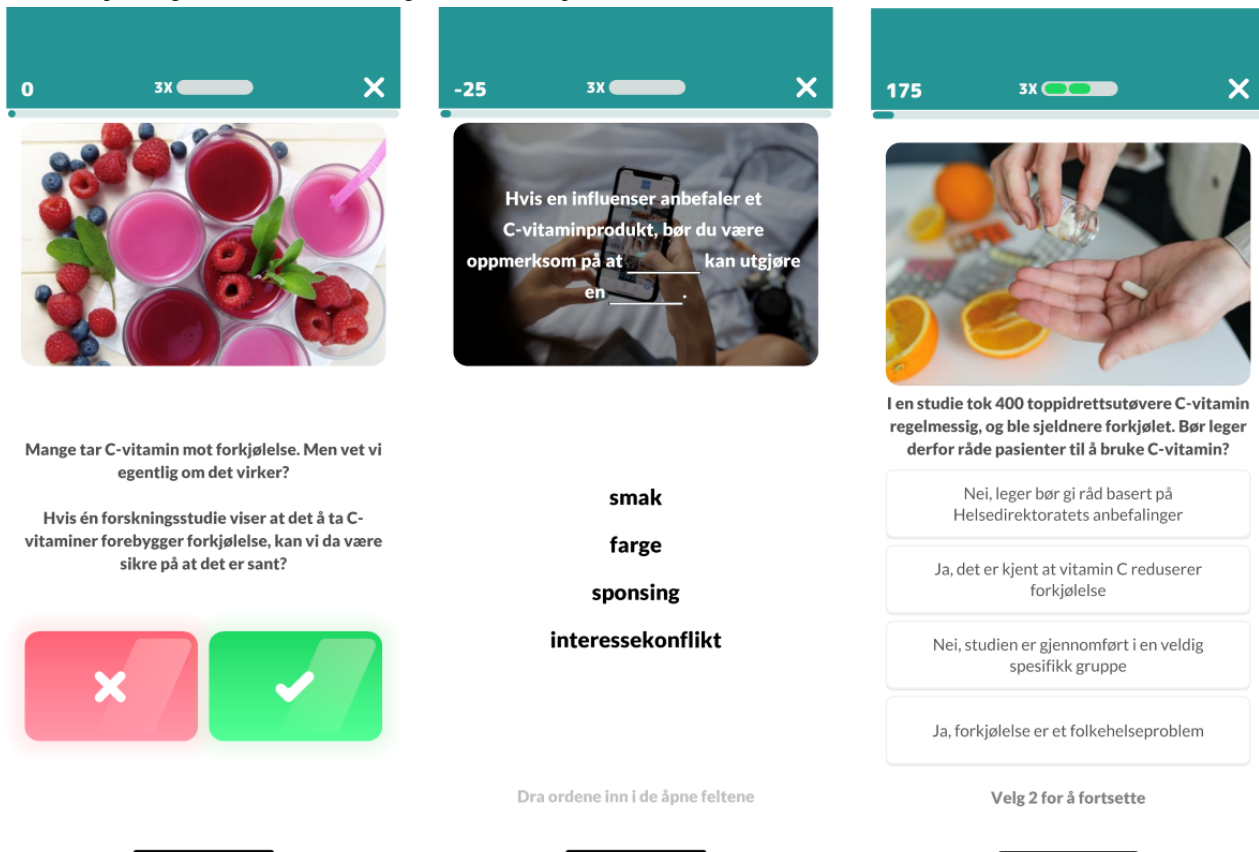 0
3X
Mange tar C-vitamin mot forkjølelse. Men vet vi
egentlig om det virker?
Hvis én forskningsstudie viser at det å ta C-
vitaminer forebygger forkjølelse, kan vi da være
sikre på at det er sant?
-25
3X
Hvis en influenser anbefaler et
C-vitaminprodukt, bør du være
oppmerksom på at ________ kan utgjøre
en ________.
smak
farge
sponsing
interessekonflikt
Dra ordene inn i de åpne feltene
175
3X
I en studie tok 400 toppidrettsutøvere C-vitamin
regelmessig, og ble sjeldnere forkjølet. Bør leger
derfor råde pasienter til å bruke C-vitamin?
Nei, leger bør gi råd basert på
Helsedirektoratets anbefalinger
Ja, det er kjent at vitamin C reduserer
forkjølelse
Nei, studien er gjennomført i en veldig
spesifikk gruppe
Ja, forkjølelse er et folkehelseproblem
Velg 2 for å fortsette